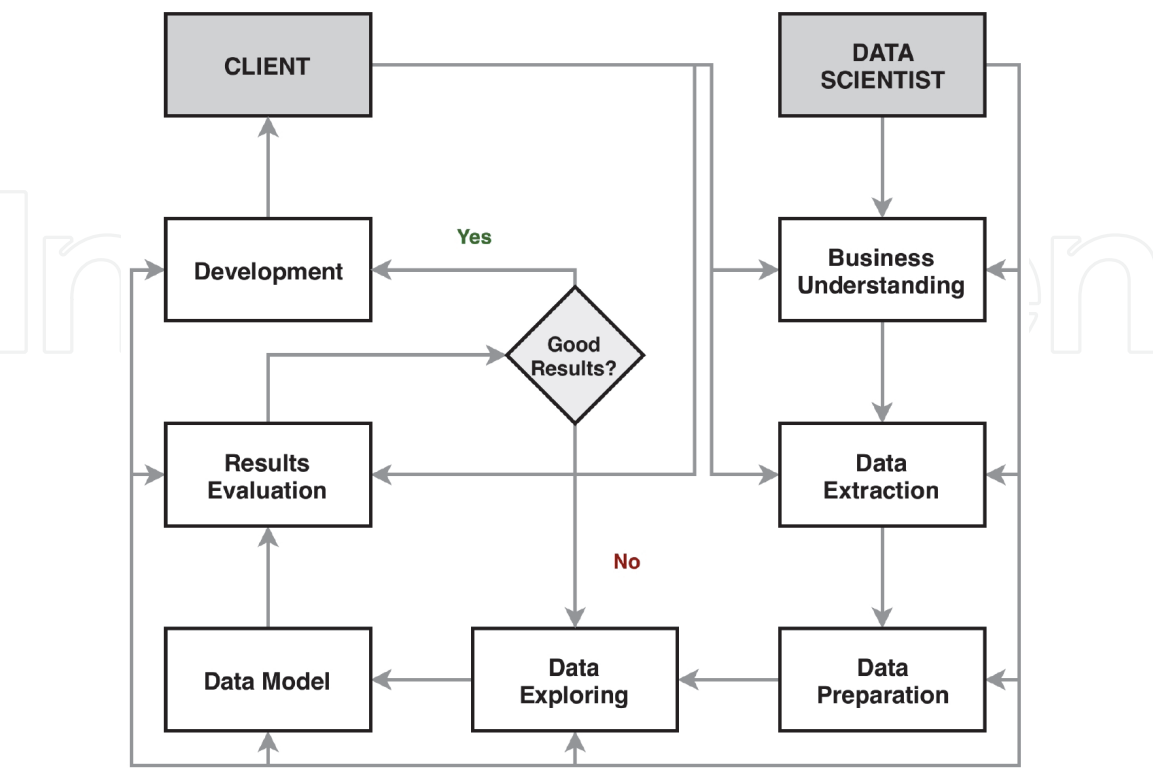 CLIENT
DATA
SCIENTIST
Yes
Development
Business
Understanding
Good
Results?
Results
Evaluation
Data
Extraction
No
Data Model
Data
Exploring
Data
Preparation